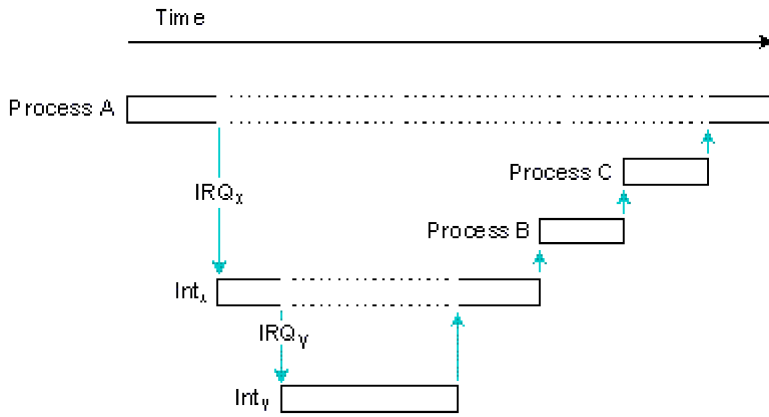 Time
Process A
Process C
IRQx
Process B
Intx
IRQy
Inty